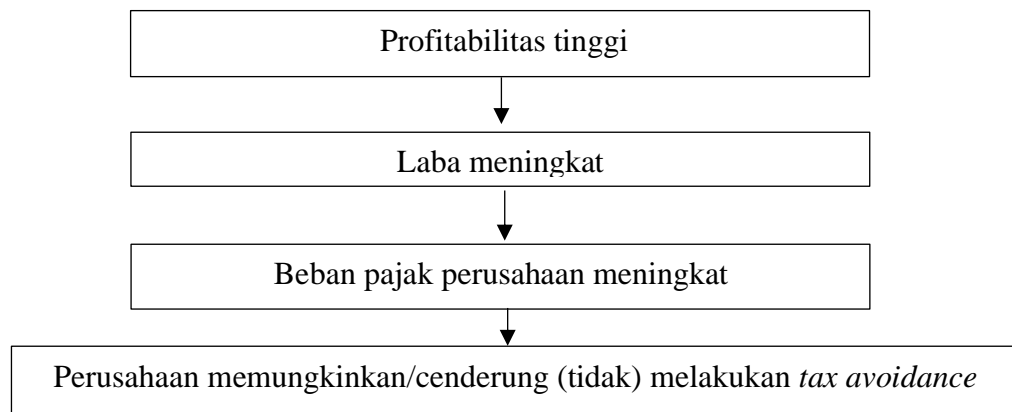 Profitabilitas tinggi
Laba meningkat
Beban pajak perusahaan meningkat
Perusahaan memungkinkan/cenderung (tidak) melakukan tax avoidance